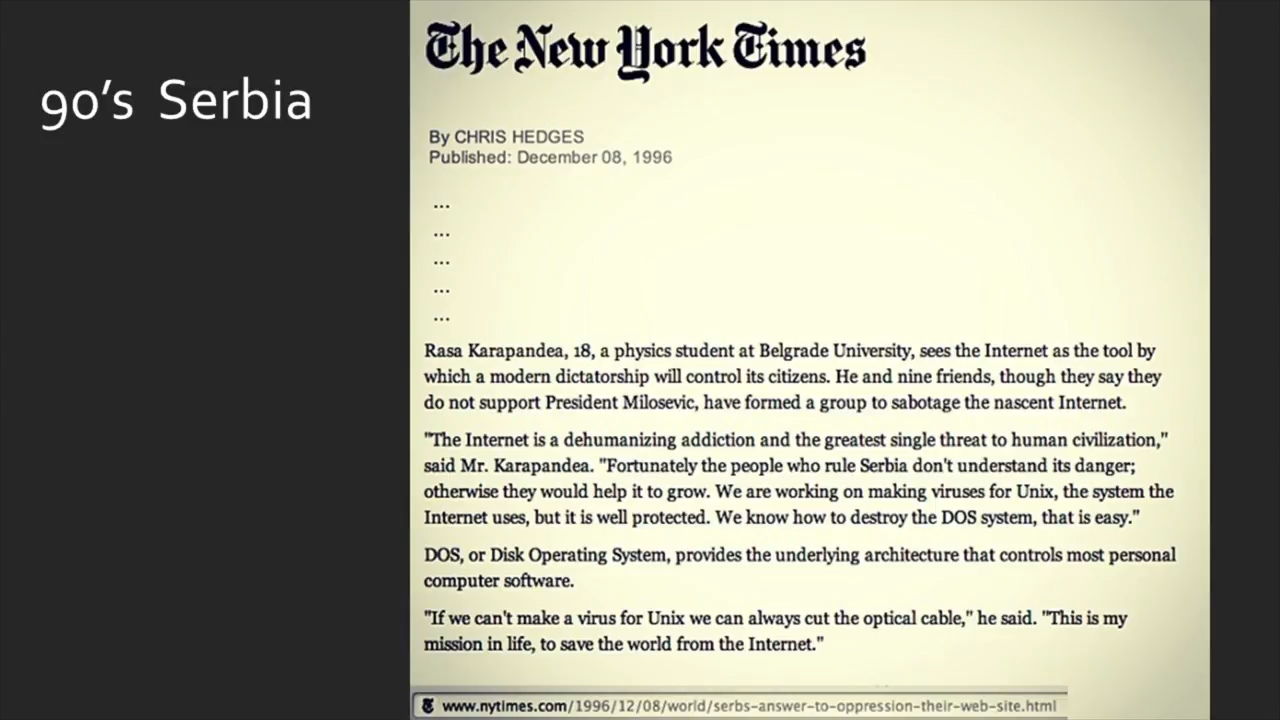 90's Serbia
The New York Times
By CHRIS HEDGES
Published: December 08, 1996
...
...
...
...
...
Rasa Karapandea, 18, a physics student at Belgrade University, sees the Internet as the tool by
which a modern dictatorship will control its citizens. He and nine friends, though they say they
do not support President Milosevic, have formed a group to sabotage the nascent Internet.
"The Internet is a dehumanizing addiction and the greatest single threat to human civilization,"
said Mr. Karapandea. "Fortunately the people who rule Serbia don't understand its danger;
otherwise they would help it to grow. We are working on making viruses for Unix, the system the
Internet uses, but it is well protected. We know how to destroy the DOS system, that is easy."
DOS, or Disk Operating System, provides the underlying architecture that controls most personal
computer software.
"If we can't make a virus for Unix we can always cut the optical cable," he said. "This is my
mission in life, to save the world from the Internet."
www.nytimes.com/1996/12/08/world/serbs-answer-to-oppression-their-web-site.html